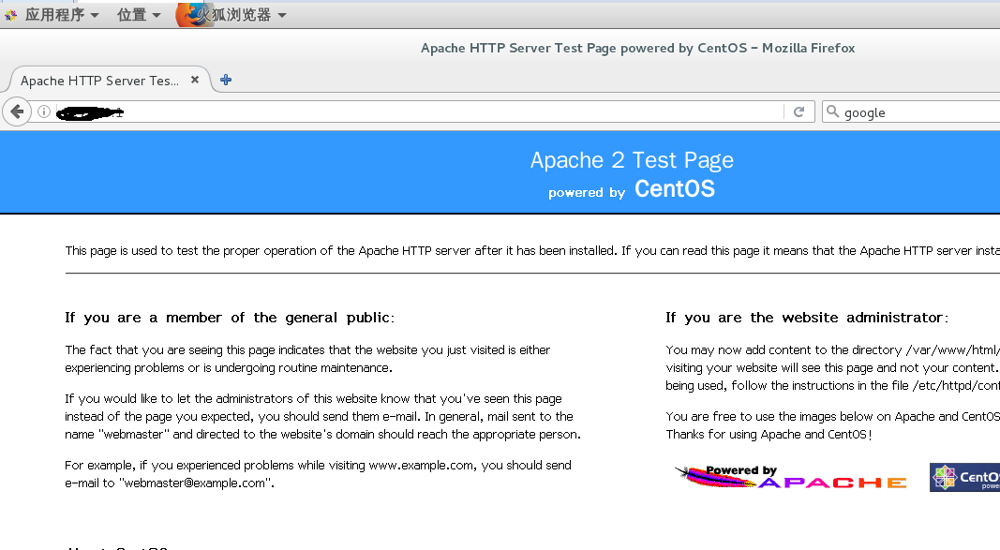 应用程序 位置 火狐浏览器
Apache HTTP Server Test Page powered by CentOS - Mozilla Firefox
Apache HTTP Server Tes...
google
Apache 2 Test Page
powered by CentOS
This page is used to test the proper operation of the Apache HTTP server after it has been installed. If you can read this page it means that the Apache HTTP server insta
If you are a member of the general public:
The fact that you are seeing this page indicates that the website you just visited is either
experiencing problems or is undergoing routine maintenance.
If you would like to let the administrators of this website know that you've seen this page
instead of the page you expected, you should send them e-mail. In general, mail sent to the
name "webmaster" and directed to the website's domain should reach the appropriate person.
For example, if you experienced problems while visiting www.example.com, you should send
e-mail to "webmaster@example.com".
If you are the website administrator:
You may now add content to the directory /var/www/html/
visiting your website will see this page and not your content.
being used, follow the instructions in the file /etc/httpd/conf
You are free to use the images below on Apache and CentOS
Thanks for using Apache and CentOS!
Powered by
APACHE
CentO
powe